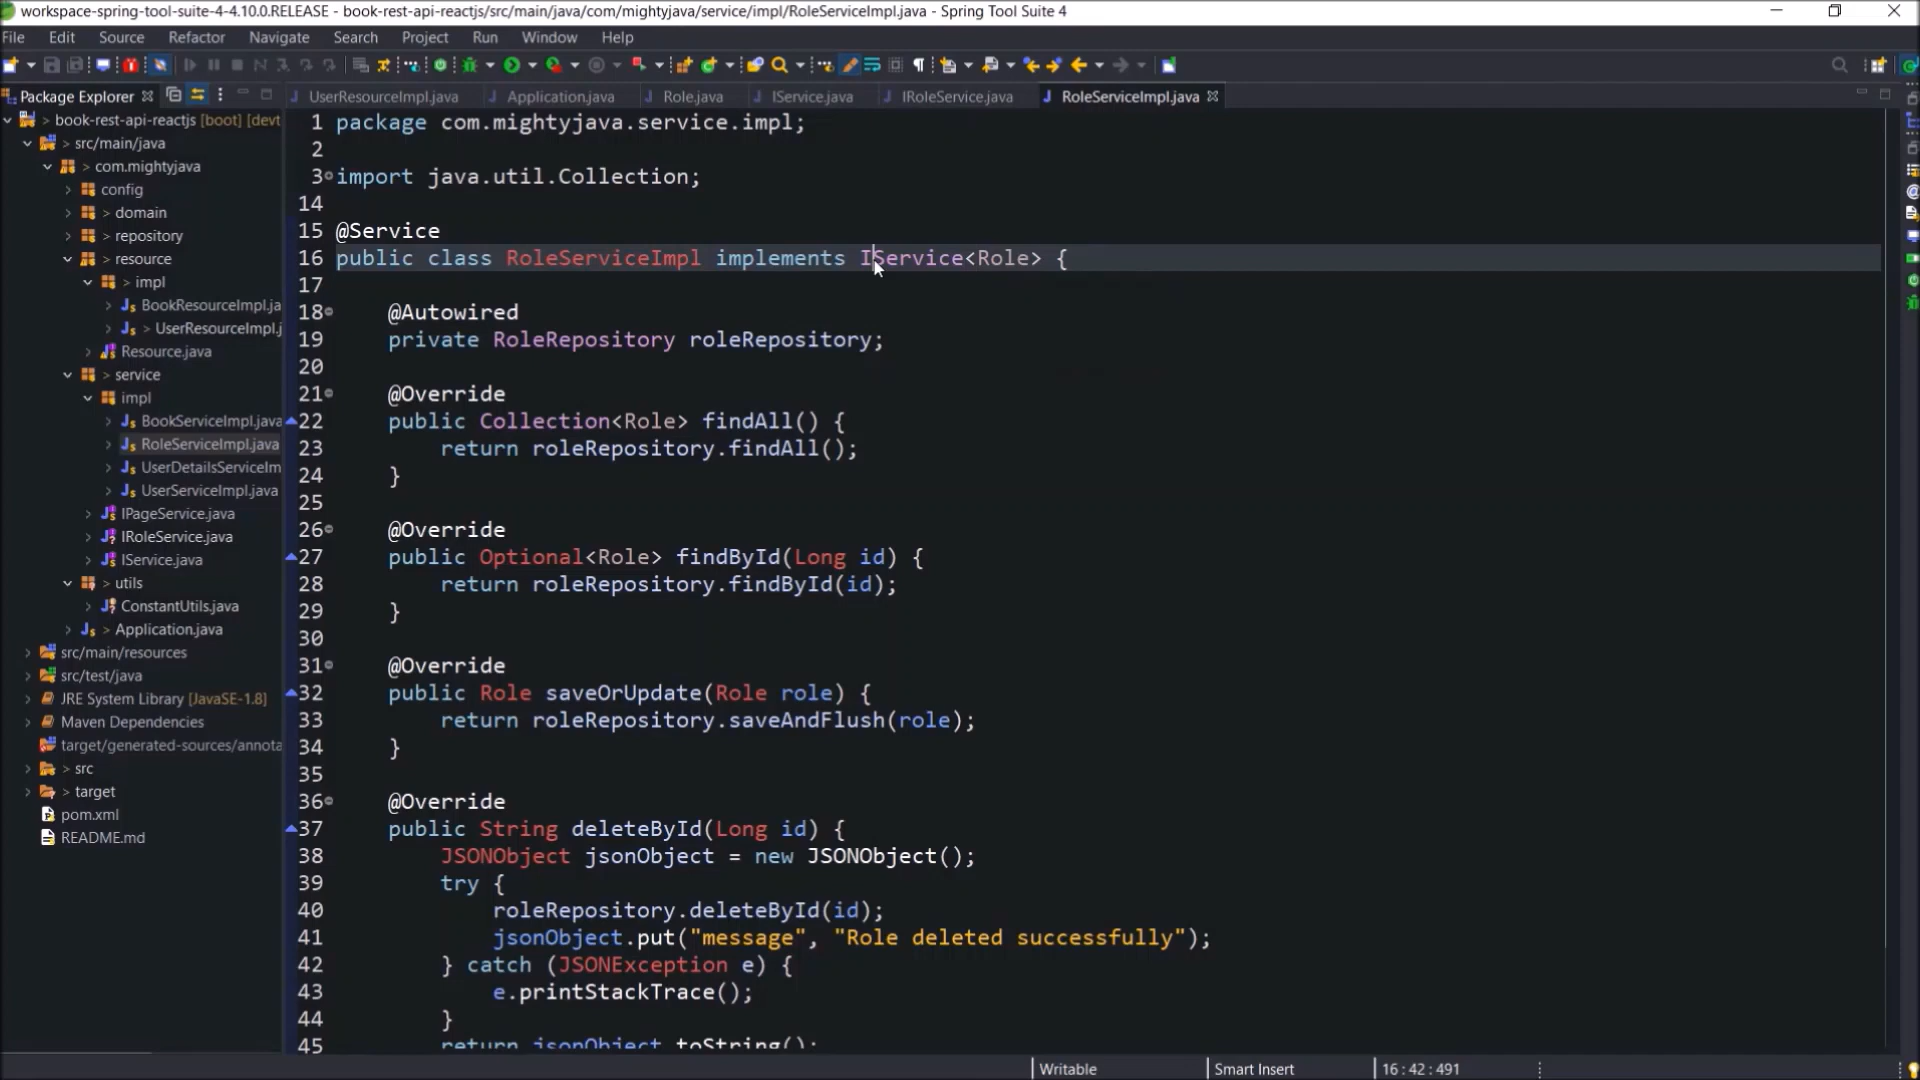 workspace-spring-tool-suite-4-4.10.0.RELEASE - book-rest-api-reactjs/src/main/java/com/mightyjava/service/impl/RoleServiceImpl.java - Spring Tool Suite 4
File Edit Source Refactor Navigate Search Project Run Window Help
Package Explorer
UserResourceImpl.java Application.java Role.java IService.java IRoleService.java RoleServiceImpl.java
> book-rest-api-reactjs [boot] [devt
> src/main/java
> com.mightyjava
> config
> domain
> repository
> resource
> impl
BookResourceImpl.ja
> UserResourceImpl.j
Resource.java
> service
impl
BookServiceImpl.java
RoleServiceImpl.java
UserDetailsServiceIm
UserServiceImpl.java
IPageService.java
IRoleService.java
IService.java
> utils
ConstantUtils.java
> Application.java
src/main/resources
src/test/java
JRE System Library [JavaSE-1.8]
Maven Dependencies
target/generated-sources/annota
> src
> target
pom.xml
README.md
1 package com.mightyjava.service.impl;
2
3 import java.util.Collection;
14
15 @Service
16 public class RoleServiceImpl implements IService<Role> {
17
18 @Autowired
19 private RoleRepository roleRepository;
20
21 @Override
22 public Collection<Role> findAll() {
23 return roleRepository.findAll();
24 }
25
26 @Override
27 public Optional<Role> findById(Long id) {
28 return roleRepository.findById(id);
29 }
30
31 @Override
32 public Role saveOrUpdate(Role role) {
33 return roleRepository.saveAndFlush(role);
34 }
35
36 @Override
37 public String deleteById(Long id) {
38 JSONObject jsonObject = new JSONObject();
39 try {
40 roleRepository.deleteById(id);
41 jsonObject.put("message", "Role deleted successfully");
42 } catch (JSONException e) {
43 e.printStackTrace();
44 }
45 return jsonObject.toString();
Writable Smart Insert 16 : 42 : 491